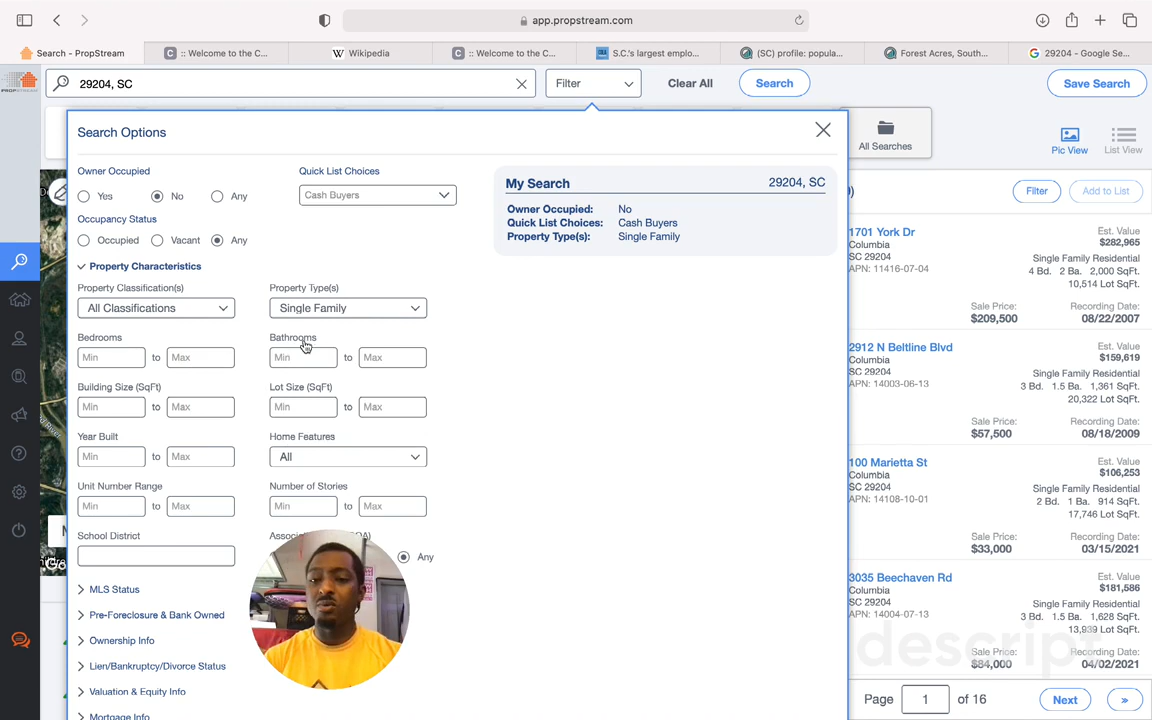 app.propstream.com
Search - PropStream
:: Welcome to the C...
Wikipedia
:: Welcome to the C...
S.C.'s largest emplo...
(SC) profile: popula...
Forest Acres, South...
29204 - Google Se...
PROPSTREAM
29204, SC
Filter
Clear All
Search
Save Search
Search Options
All Searches
Pic View
List View
Owner Occupied
Yes
No
Any
Quick List Choices
Cash Buyers
Occupancy Status
Occupied
Vacant
Any
Property Characteristics
Property Classification(s)
All Classifications
Property Type(s)
Single Family
Bedrooms
Min to Max
Bathrooms
Min to Max
Building Size (SqFt)
Min to Max
Lot Size (SqFt)
Min to Max
Year Built
Min to Max
Home Features
All
Unit Number Range
Min to Max
Number of Stories
Min to Max
School District
Any
MLS Status
Pre-Foreclosure & Bank Owned
Ownership Info
Lien/Bankruptcy/Divorce Status
Valuation & Equity Info
Mortgage Info
My Search
29204, SC
Owner Occupied: No
Quick List Choices: Cash Buyers
Property Type(s): Single Family
Filter
Add to List
1701 York Dr
Columbia
SC 29204
APN: 11416-07-04
Est. Value
$282,965
Single Family Residential
4 Bd. 2 Ba. 2,000 SqFt.
10,514 Lot SqFt.
Sale Price:
$209,500
Recording Date:
08/22/2007
2912 N Beltline Blvd
Columbia
SC 29204
APN: 14003-06-13
Est. Value
$159,619
Single Family Residential
3 Bd. 1.5 Ba. 1,361 SqFt.
20,322 Lot SqFt.
Sale Price:
$57,500
Recording Date:
08/18/2009
100 Marietta St
Columbia
SC 29204
APN: 14108-10-01
Est. Value
$106,253
Single Family Residential
2 Bd. 1 Ba. 914 SqFt.
17,746 Lot SqFt.
Sale Price:
$33,000
Recording Date:
03/15/2021
3035 Beechaven Rd
Columbia
SC 29204
APN: 14004-07-13
Est. Value
$181,586
Single Family Residential
3 Bd. 1.5 Ba. 1,628 SqFt.
13,939 Lot SqFt.
Sale Price:
$84,000
Recording Date:
04/02/2021
descript
Page 1 of 16
Next
»